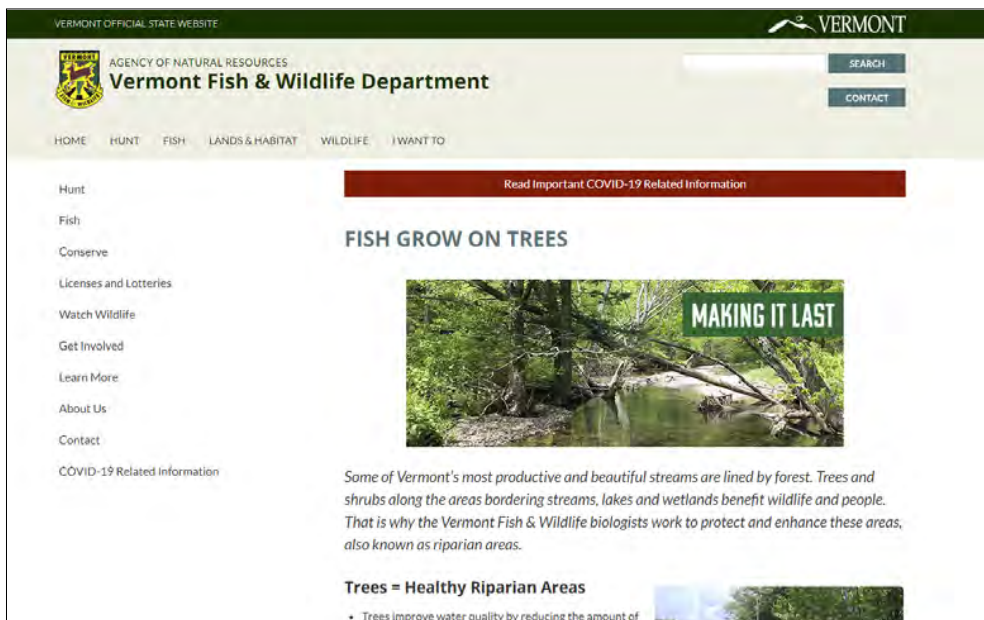 VERMONT OFFICIAL STATE WEBSITE
VERMONT
VERMONT
AGENCY OF NATURAL RESOURCES
Vermont Fish & Wildlife Department
SEARCH
CONTACT
HOME HUNT FISH LANDS & HABITAT WILDLIFE I WANT TO
Hunt
Fish
Conserve
Licenses and Lotteries
Watch Wildlife
Get Involved
Learn More
About Us
Contact
COVID-19 Related Information
Read Important COVID-19 Related Information
FISH GROW ON TREES
MAKING IT LAST
Some of Vermont's most productive and beautiful streams are lined by forest. Trees and
shrubs along the areas bordering streams, lakes and wetlands benefit wildlife and people.
That is why the Vermont Fish & Wildlife biologists work to protect and enhance these areas,
also known as riparian areas.
Trees = Healthy Riparian Areas
• Trees improve water quality by reducing the amount of